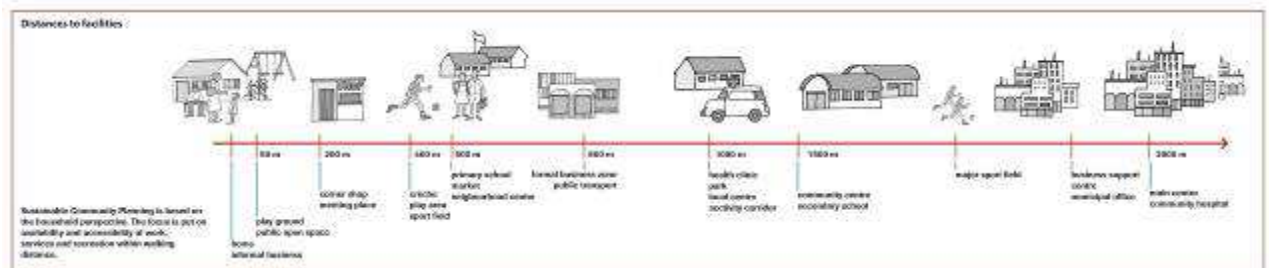 Distances to facilities
50 m
200 m
400 m
500 m
800 m
1000 m
1500 m
2000 m
home
informal business
play ground
public open space
corner shop
meeting place
crèche
play area
sport field
primary school
market
neighbourhood centre
formal business zone
public transport
health clinic
park
local centre
activity corridor
community centre
secondary school
major sport field
business support
centre
municipal office
main centre
community hospital
Sustainable Community Planning is based on
the household perspective. The focus is put on
availability and accessibility of work,
services and recreation within walking
distance.